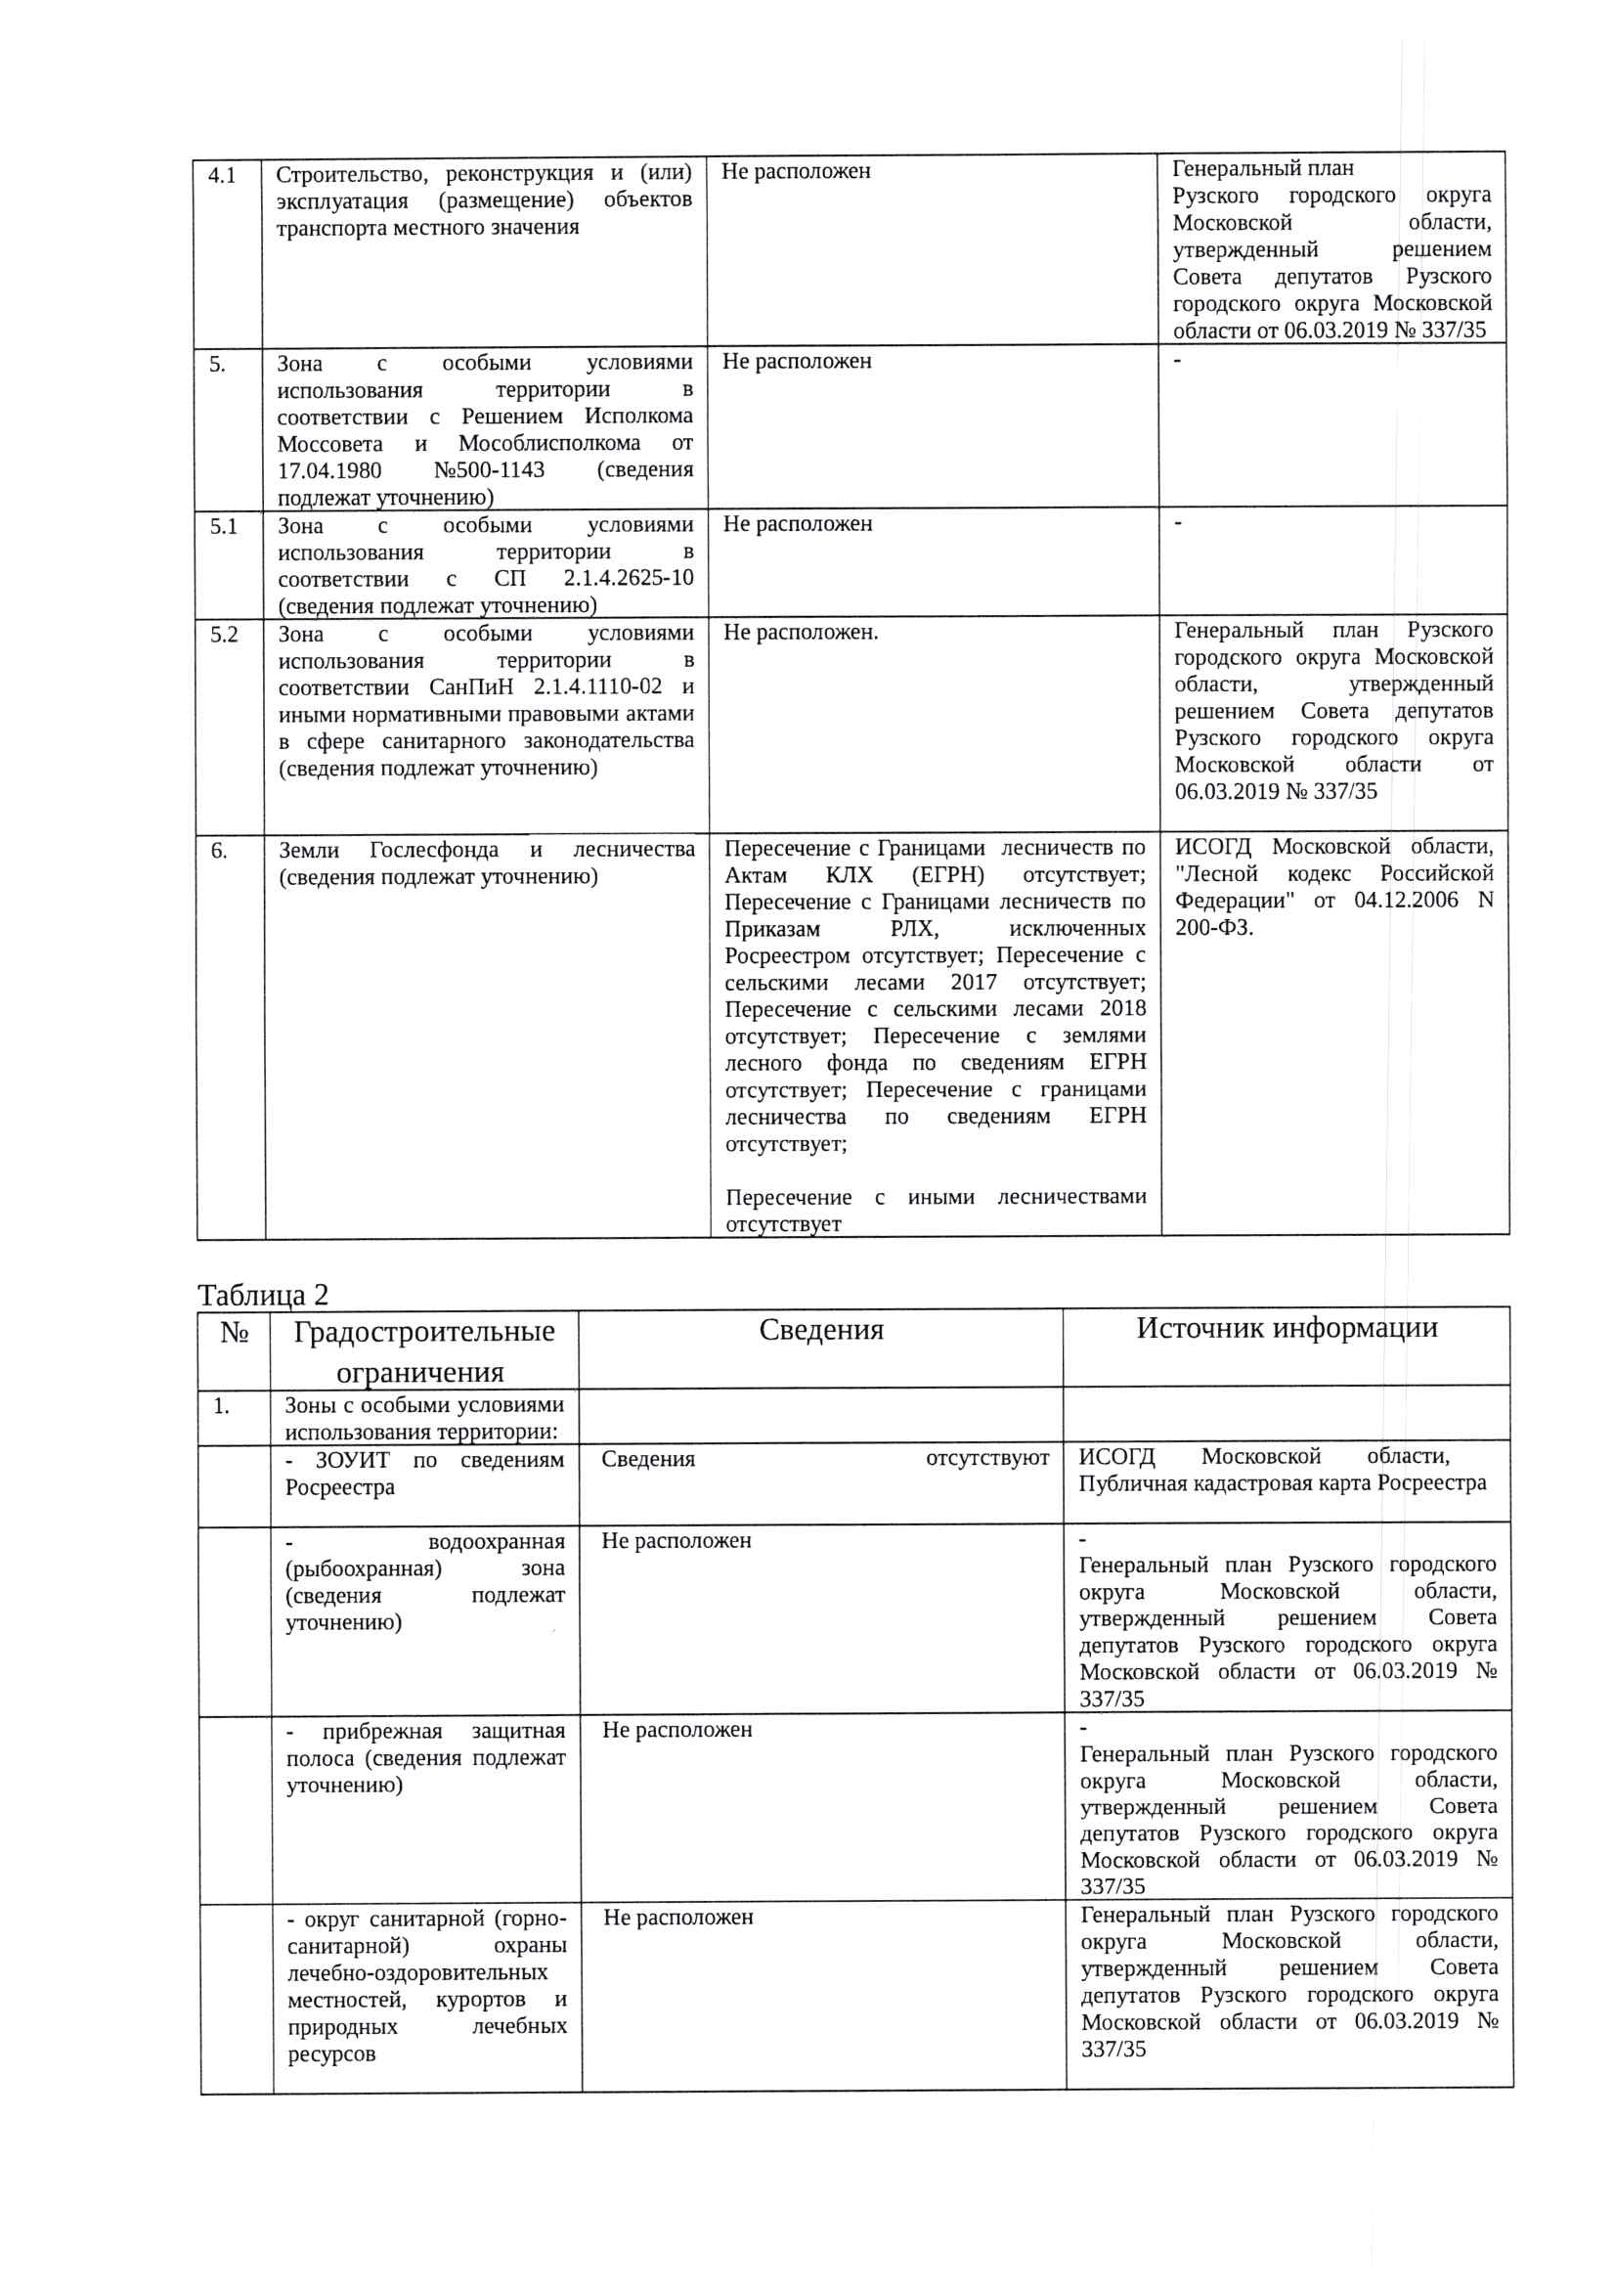 4.1
Строительство, реконструкция и (или)
эксплуатация (размещение) объектов
транспорта местного значения
Не расположен
Генеральный план
Рузского городского округа
Московской области,
утвержденный решением
Совета депутатов Рузского
городского округа Московской
области от 06.03.2019 № 337/35
5.
Зона с особыми условиями
использования территории в
соответствии с Решением Исполкома
Моссовета и Мособлисполкома от
17.04.1980 №500-1143 (сведения
подлежат уточнению)
Не расположен
-
5.1
Зона с особыми условиями
использования территории в
соответствии с СП 2.1.4.2625-10
(сведения подлежат уточнению)
Не расположен
-
5.2
Зона с особыми условиями
использования территории в
соответствии СанПиН 2.1.4.1110-02 и
иными нормативными правовыми актами
в сфере санитарного законодательства
(сведения подлежат уточнению)
Не расположен.
Генеральный план Рузского
городского округа Московской
области, утвержденный
решением Совета депутатов
Рузского городского округа
Московской области от
06.03.2019 № 337/35
6.
Земли Гослесфонда и лесничества
(сведения подлежат уточнению)
Пересечение с Границами лесничеств по
Актам КЛХ (ЕГРН) отсутствует;
Пересечение с Границами лесничеств по
Приказам РЛХ, исключенных
Росреестром отсутствует; Пересечение с
сельскими лесами 2017 отсутствует;
Пересечение с сельскими лесами 2018
отсутствует; Пересечение с землями
лесного фонда по сведениям ЕГРН
отсутствует; Пересечение с границами
лесничества по сведениям ЕГРН
отсутствует;
Пересечение с иными лесничествами
отсутствует
ИСОГД Московской области,
"Лесной кодекс Российской
Федерации" от 04.12.2006 N
200-ФЗ.
Таблица 2
№
Градостроительные
ограничения
Сведения
Источник информации
1.
Зоны с особыми условиями
использования территории:
- ЗОУИТ по сведениям
Росреестра
Сведения отсутствуют
ИСОГД Московской области,
Публичная кадастровая карта Росреестра
- водоохранная
(рыбоохранная) зона
(сведения подлежат
уточнению)
Не расположен
-
Генеральный план Рузского городского
округа Московской области,
утвержденный решением Совета
депутатов Рузского городского округа
Московской области от 06.03.2019 №
337/35
- прибрежная защитная
полоса (сведения подлежат
уточнению)
Не расположен
-
Генеральный план Рузского городского
округа Московской области,
утвержденный решением Совета
депутатов Рузского городского округа
Московской области от 06.03.2019 №
337/35
- округ санитарной (горно-
санитарной) охраны
лечебно-оздоровительных
местностей, курортов и
природных лечебных
ресурсов
Не расположен
Генеральный план Рузского городского
округа Московской области,
утвержденный решением Совета
депутатов Рузского городского округа
Московской области от 06.03.2019 №
337/35